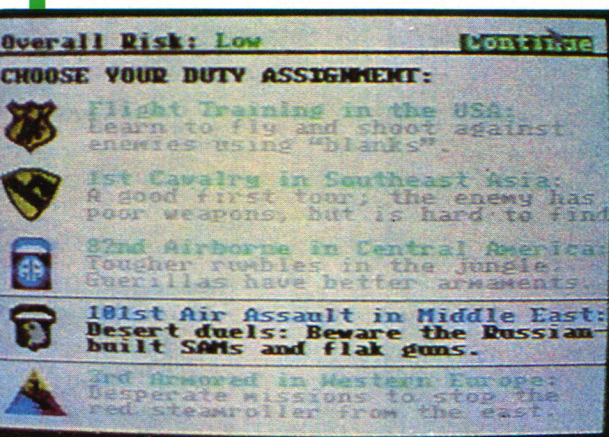 Overall Risk: Low
Continue
CHOOSE YOUR DUTY ASSIGNMENT:
Flight Training in the USA:
Learn to fly and shoot against
enemies using "blanks".
1st Cavalry in Southeast Asia:
A good first tour; the enemy has
poor weapons, but is hard to find
82nd Airborne in Central America:
Tougher rumbles in the jungle.
Guerillas have better armaments.
101st Air Assault in Middle East:
Desert duels: Beware the Russian-
built SAMs and flak guns.
3rd Armored in Western Europe:
Desperate missions to stop the
red steamroller from the east.